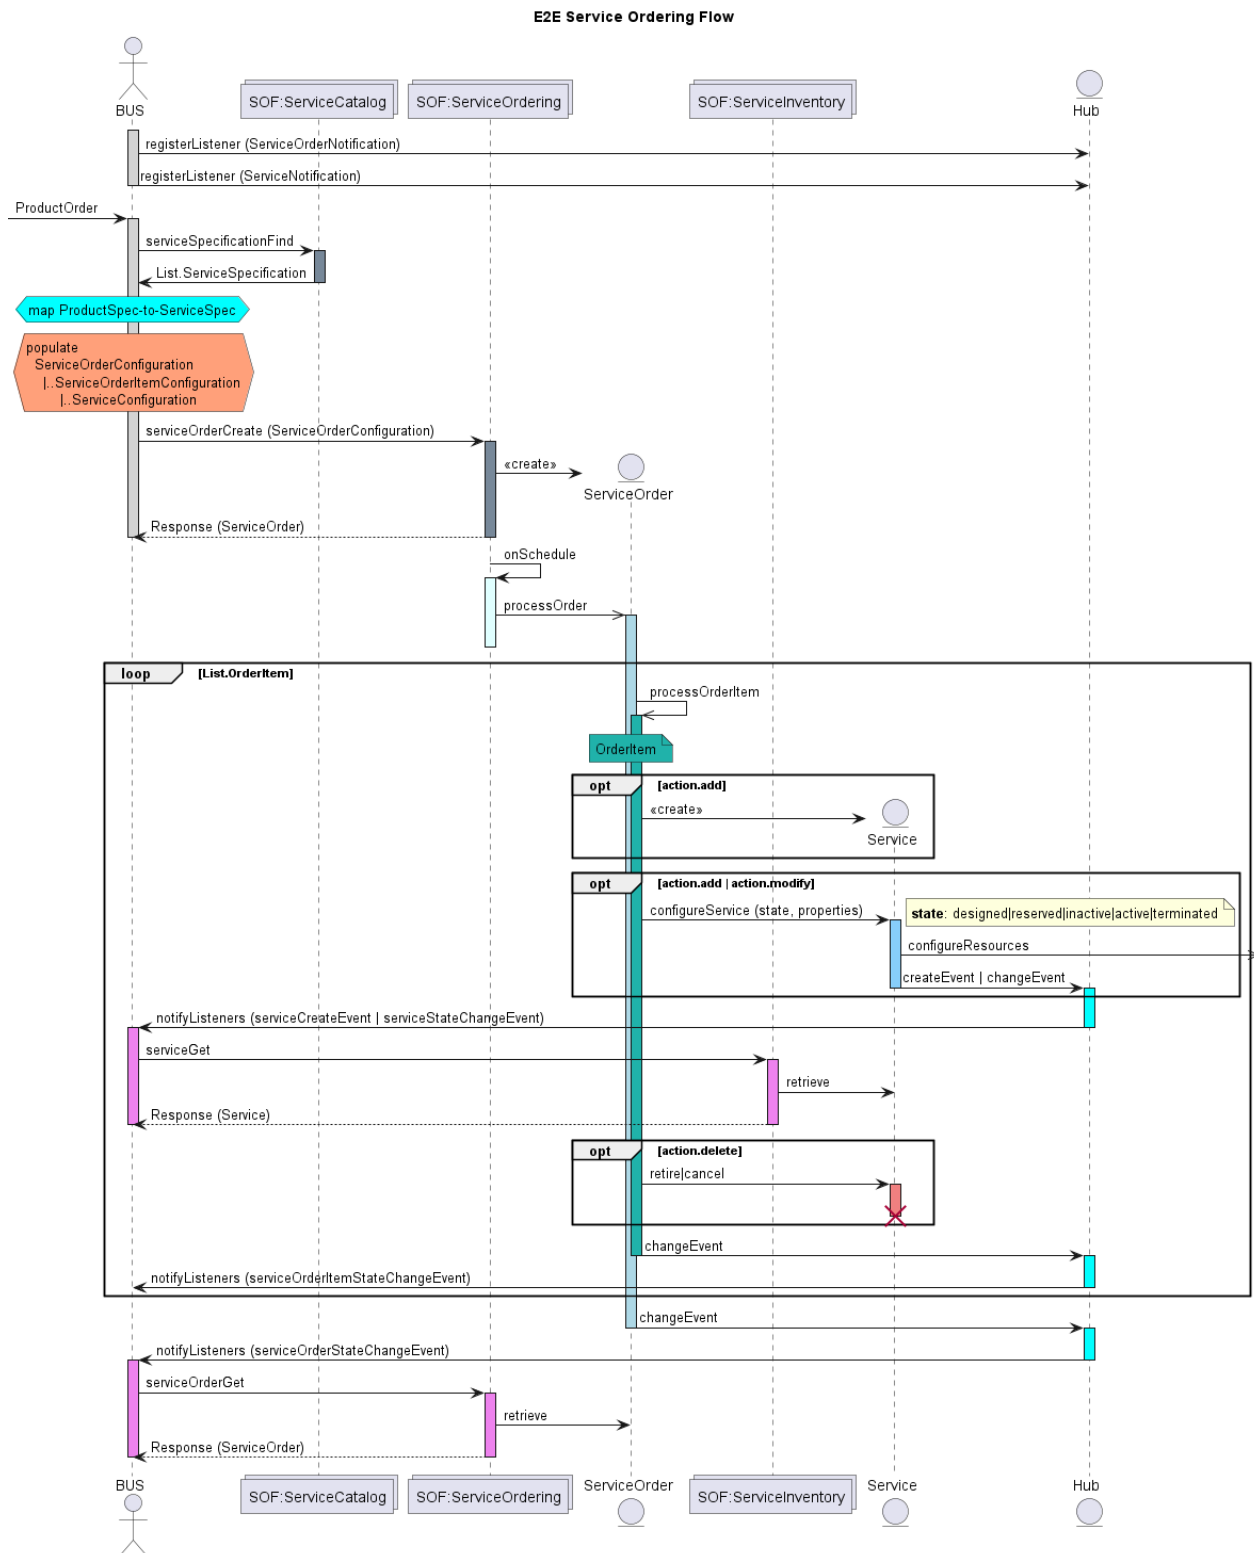 E2E Service Ordering Flow
BUS
SOF:ServiceCatalog
SOF:ServiceOrdering
SOF:ServiceInventory
Hub
registerListener (ServiceOrderNotification)
registerListener (ServiceNotification)
ProductOrder
serviceSpecificationFind
List.ServiceSpecification
map ProductSpec-to-ServiceSpec
populate
ServiceOrderConfiguration
|..ServiceOrderItemConfiguration
|..ServiceConfiguration
serviceOrderCreate (ServiceOrderConfiguration)
«create»
ServiceOrder
Response (ServiceOrder)
onSchedule
processOrder
loop
[List.OrderItem]
processOrderItem
OrderItem
opt
[action.add]
«create»
Service
opt
[action.add | action.modify]
configureService (state, properties)
state: designed|reserved|inactive|active|terminated
configureResources
createEvent | changeEvent
notifyListeners (serviceCreateEvent | serviceStateChangeEvent)
serviceGet
retrieve
Response (Service)
opt
[action.delete]
retire|cancel
changeEvent
notifyListeners (serviceOrderItemStateChangeEvent)
changeEvent
notifyListeners (serviceOrderStateChangeEvent)
serviceOrderGet
retrieve
Response (ServiceOrder)
BUS
SOF:ServiceCatalog
SOF:ServiceOrdering
ServiceOrder
SOF:ServiceInventory
Service
Hub